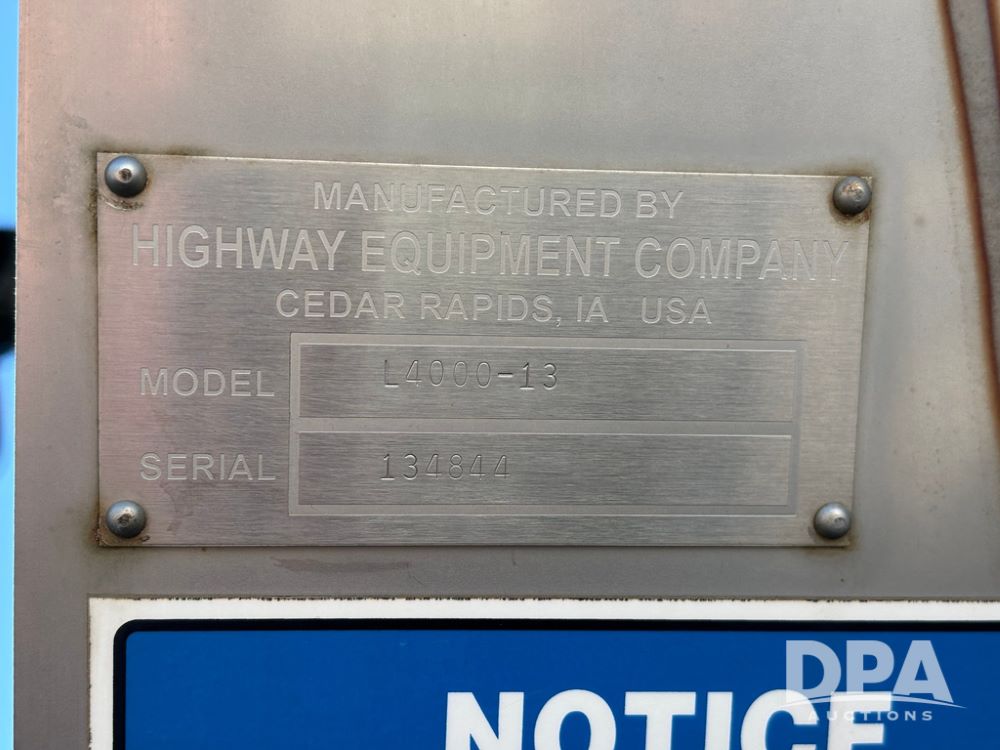 MANUFACTURED BY
HIGHWAY EQUIPMENT COMPANY
CEDAR RAPIDS, IA USA
MODEL L4000-13
SERIAL 134844
NOTICE
DPA
AUCTIONS